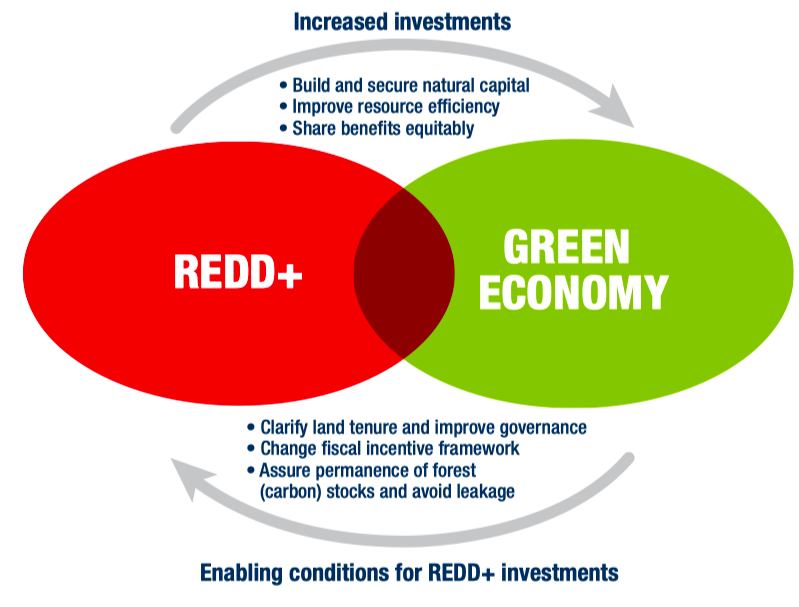 Increased investments
• Build and secure natural capital
• Improve resource efficiency
• Share benefits equitably
REDD+
GREEN
ECONOMY
• Clarify land tenure and improve governance
• Change fiscal incentive framework
• Assure permanence of forest
(carbon) stocks and avoid leakage
Enabling conditions for REDD+ investments